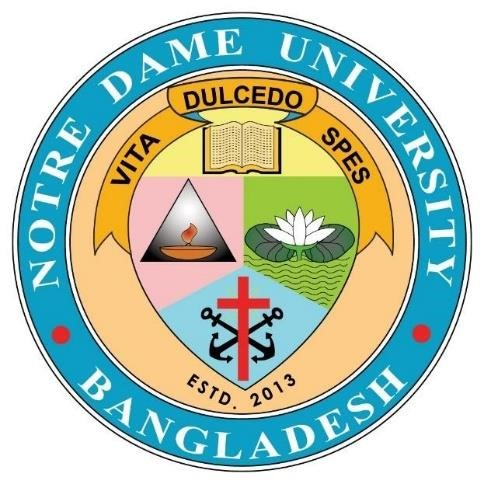 NOTRE DAME UNIVERSITY
BANGLADESH
VITA DULCEDO SPES
ESTD. 2013